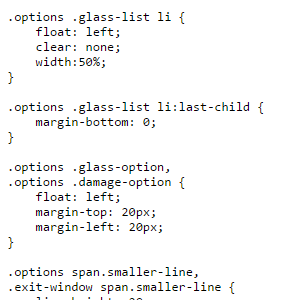 .options .glass-list li {
    float: left;
    clear: none;
    width:50%;
}

.options .glass-list li:last-child {
    margin-bottom: 0;
}

.options .glass-option,
.options .damage-option {
    float: left;
    margin-top: 20px;
    margin-left: 20px;
}

.options span.smaller-line,
.exit-window span.smaller-line {